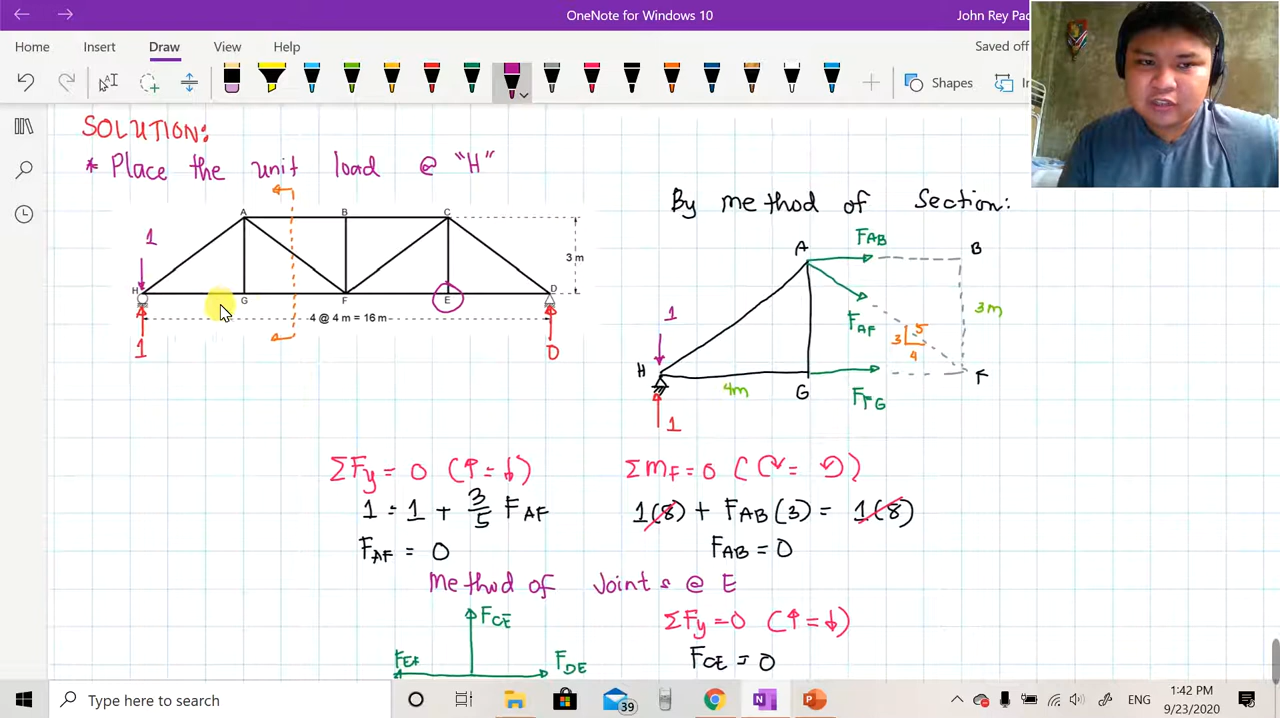 OneNote for Windows 10
John Rey Pad
Home Insert Draw View Help
Saved off
Shapes
SOLUTION:
* Place the unit load @ "H"
By method of Section:
A B C
1
3 m
H G F E D
4 @ 4 m = 16 m
1
0
A FAB B
1
FAF
3 5
4
3m
H G F
4m
FFG
1
ΣFy = 0 (↑ = ↓)
1 = 1 + 3/5 FAF
FAF = 0
ΣMF = 0 (↻ = ↺)
1(8) + FAB (3) = 1(8)
FAB = 0
Method of Joints @ E
FCE
FEF FDE
ΣFy = 0 (↑ = ↓)
FCE = 0
Type here to search
39
ENG
1:42 PM
9/23/2020